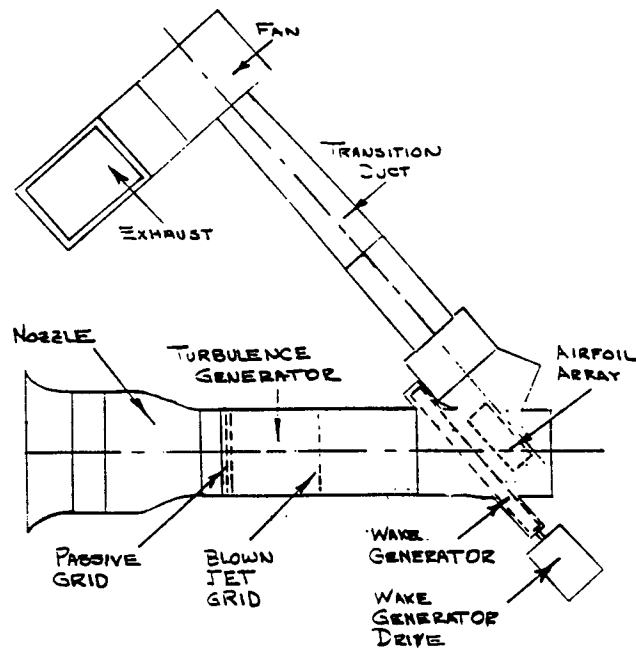 FAN
TRANSITION
DUCT
EXHAUST
NOZZLE
TURBULENCE
GENERATOR
AIRFOIL
ARRAY
PASSIVE
GRID
BLOWN
JET
GRID
WAKE
GENERATOR
WAKE
GENERATOR
DRIVE